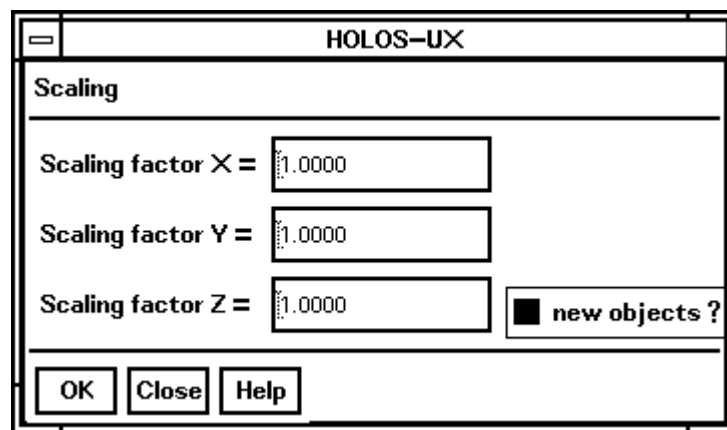 HOLOS-UX
Scaling
Scaling factor X = 1.0000
Scaling factor Y = 1.0000
Scaling factor Z = 1.0000
new objects ?
OK Close Help